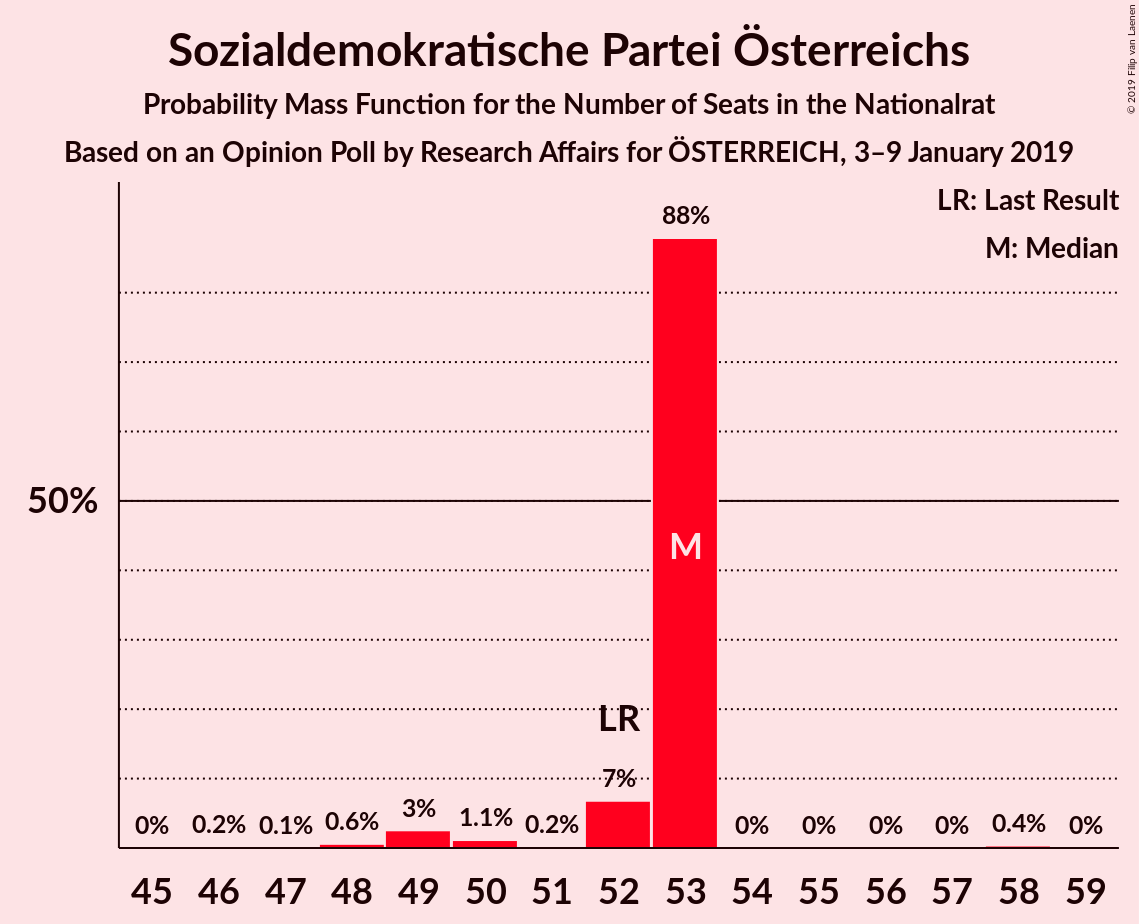 Sozialdemokratische Partei Österreichs
Probability Mass Function for the Number of Seats in the Nationalrat
Based on an Opinion Poll by Research Affairs for ÖSTERREICH, 3–9 January 2019
© 2019 Filip van Laenen
LR: Last Result
M: Median
88%
50%
M
LR
7%
0% 0.2% 0.1% 0.6% 3% 1.1% 0.2% 0% 0% 0% 0% 0.4% 0%
45 46 47 48 49 50 51 52 53 54 55 56 57 58 59